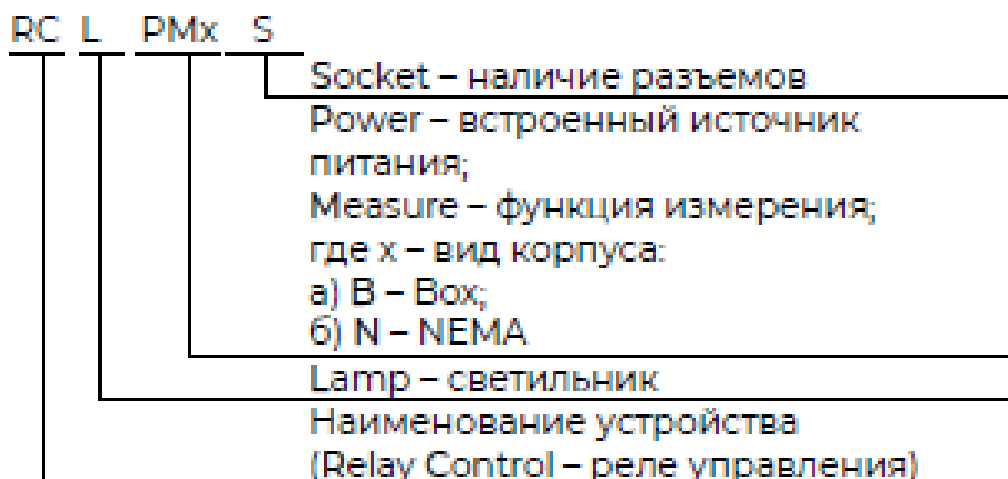 RC L PMx S
Socket – наличие разъемов
Power – встроенный источник
питания;
Measure – функция измерения;
где x – вид корпуса:
а) B – Box;
б) N – NEMA
Lamp – светильник
Наименование устройства
(Relay Control – реле управления)